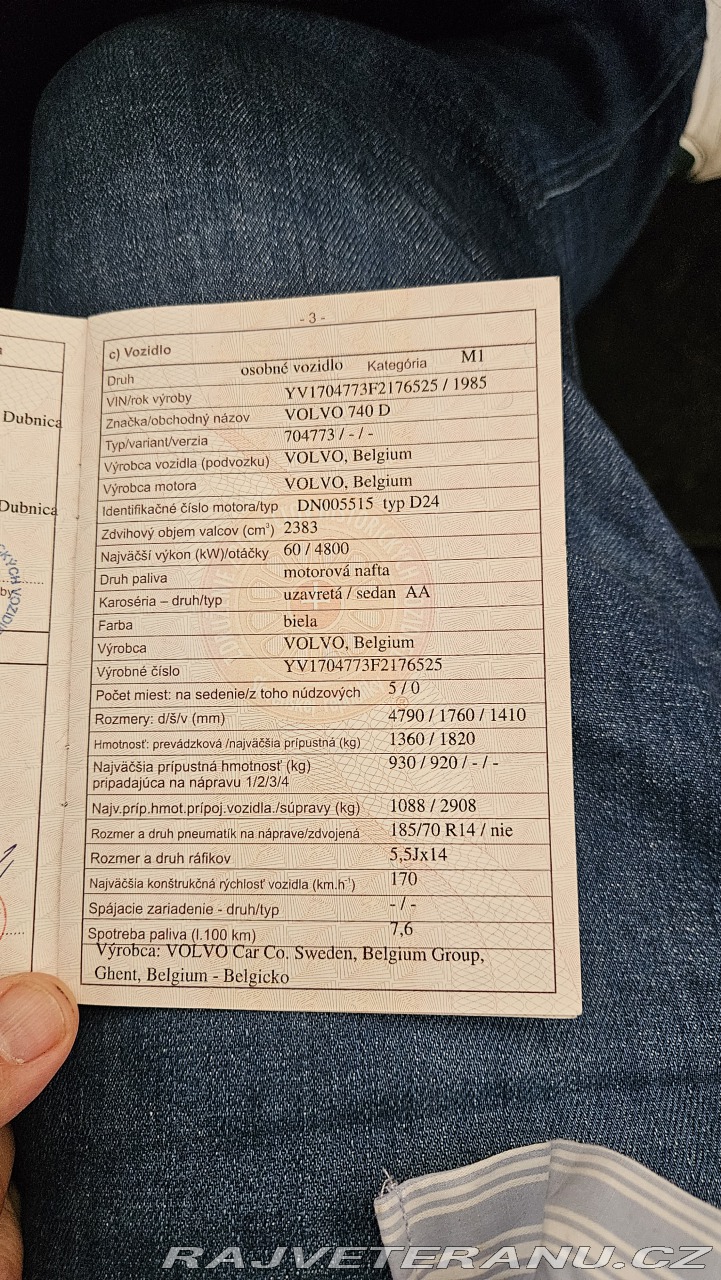 Dubnica
Dubnica
- 3 -
c) Vozidlo
Druh osobné vozidlo Kategória M1
VIN/rok výroby YV1704773F2176525 / 1985
Značka/obchodný názov VOLVO 740 D
Typ/variant/verzia 704773 / - / -
Výrobca vozidla (podvozku) VOLVO, Belgium
Výrobca motora VOLVO, Belgium
Identifikačné číslo motora/typ DN005515 typ D24
Zdvihový objem valcov (cm³) 2383
Najväčší výkon (kW)/otáčky 60 / 4800
Druh paliva motorová nafta
Karoséria – druh/typ uzavretá / sedan AA
Farba biela
Výrobca VOLVO, Belgium
Výrobné číslo YV1704773F2176525
Počet miest: na sedenie/z toho núdzových 5 / 0
Rozmery: d/š/v (mm) 4790 / 1760 / 1410
Hmotnosť: prevádzková /najväčšia prípustná (kg) 1360 / 1820
Najväčšia prípustná hmotnosť (kg) 930 / 920 / - / -
pripadajúca na nápravu 1/2/3/4
Najv.príp.hmot.prípoj.vozidla./súpravy (kg) 1088 / 2908
Rozmer a druh pneumatík na náprave/zdvojená 185/70 R14 / nie
Rozmer a druh ráfikov 5,5Jx14
Najväčšia konštrukčná rýchlosť vozidla (km.h⁻¹) 170
Spájacie zariadenie - druh/typ - / -
Spotreba paliva (l.100 km) 7,6
Výrobca: VOLVO Car Co. Sweden, Belgium Group,
Ghent, Belgium - Belgicko
RAJVETERANU.CZ